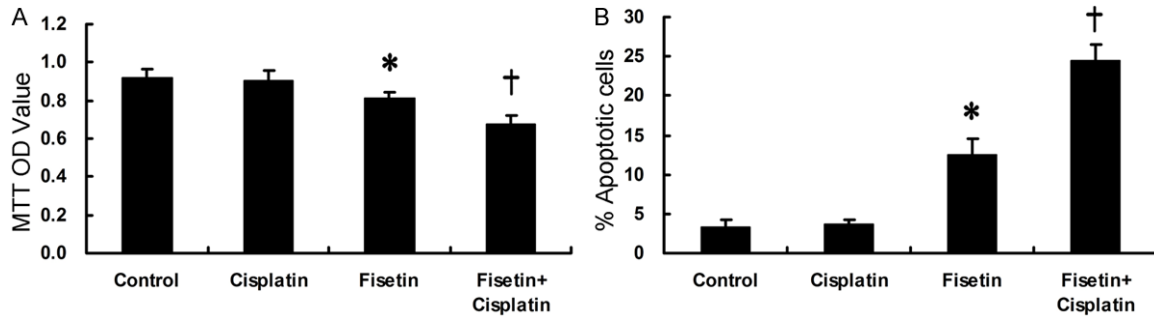 A
MTT OD Value
1.2
1.0
0.8
0.6
0.4
0.2
0.0
*
†
Control Cisplatin Fisetin Fisetin+
Cisplatin
B
% Apoptotic cells
30
25
20
15
10
5
0
*
†
Control Cisplatin Fisetin Fisetin+
Cisplatin